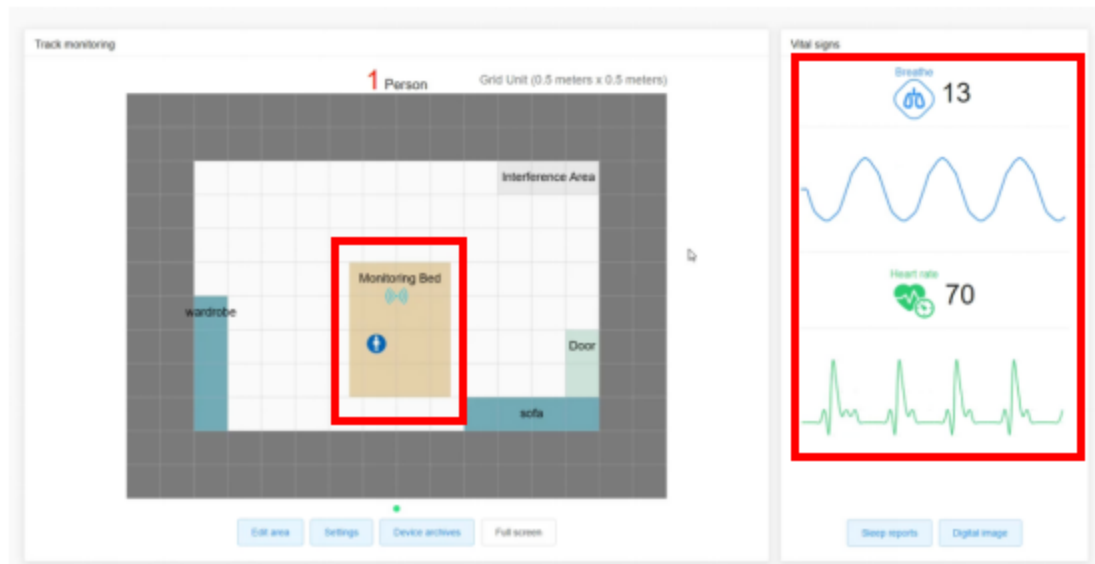 Track monitoring
1 Person
Grid Unit (0.5 meters x 0.5 meters)
Interference Area
Monitoring Bed
wardrobe
Door
sofa
Edit area
Settings
Device archives
Full screen
Vital signs
Breathe
13
Heart rate
70
Sleep reports
Digital image